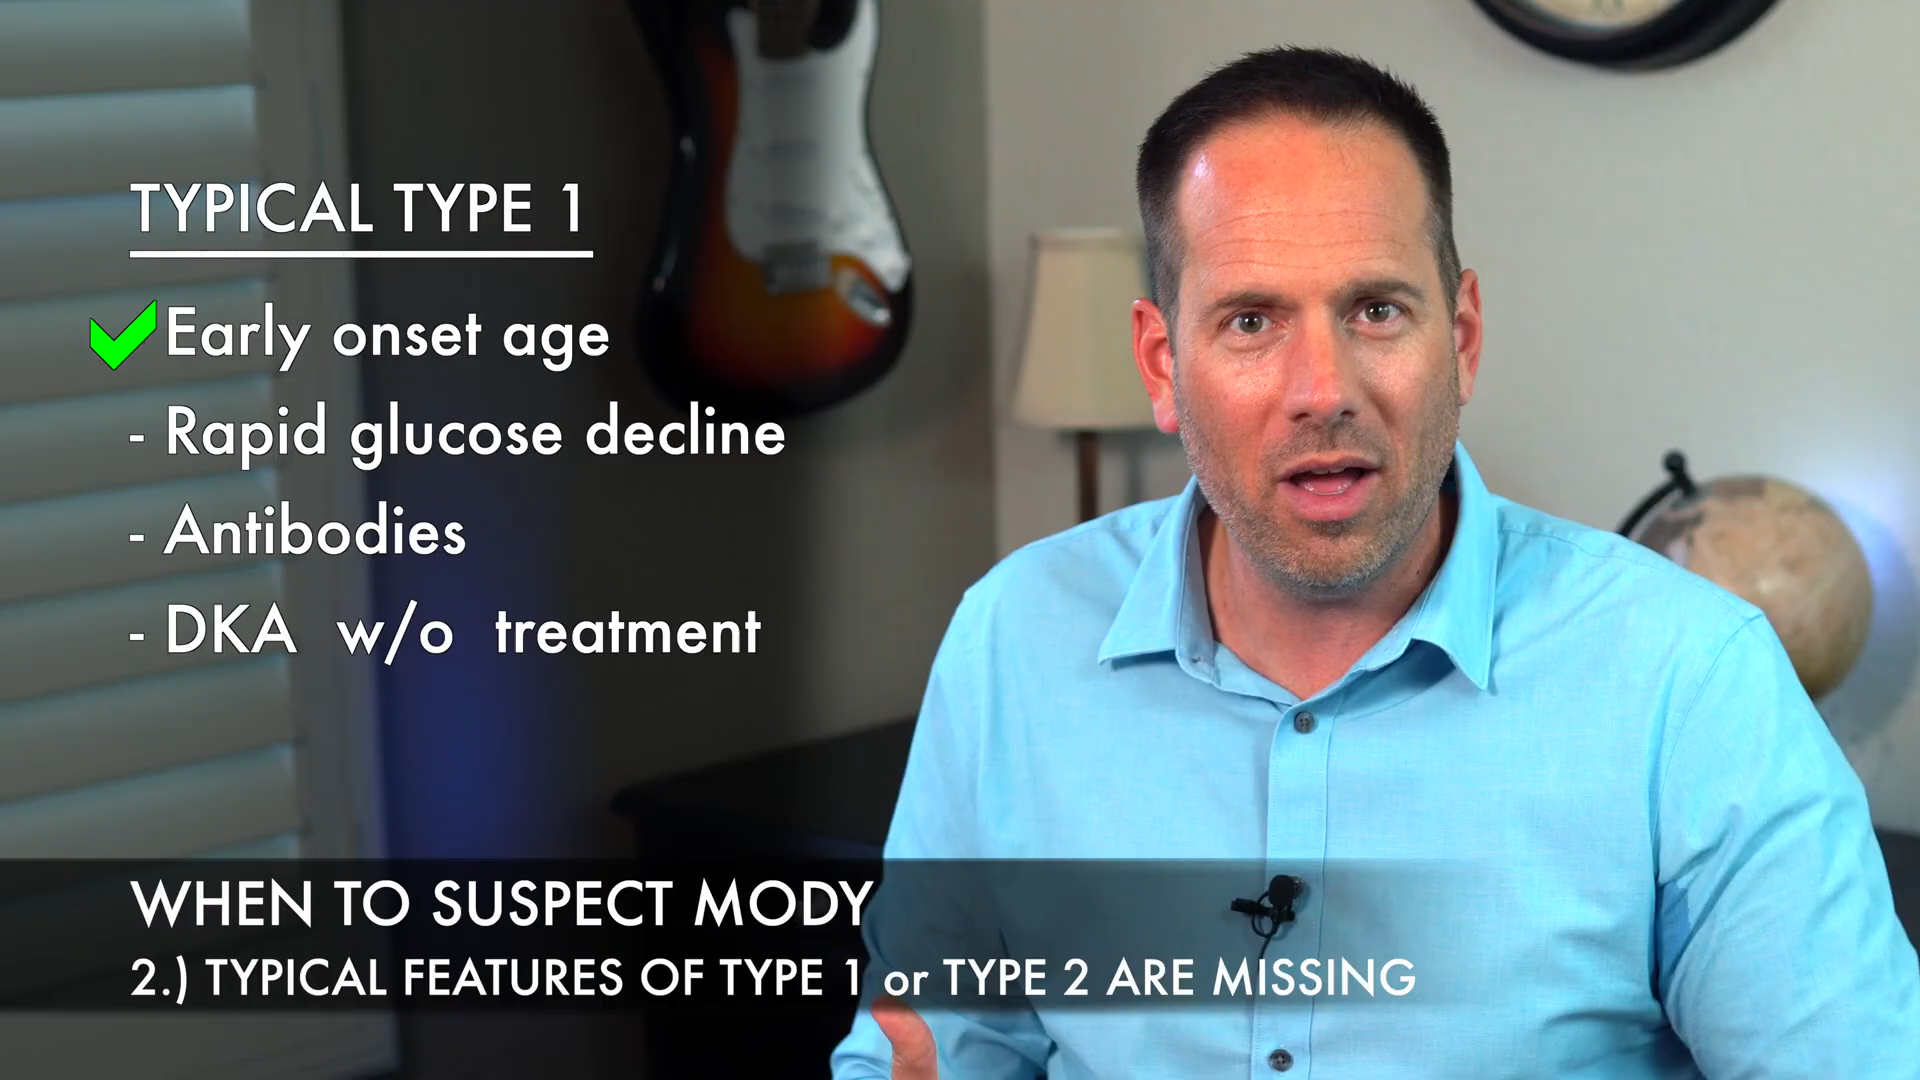 TYPICAL TYPE 1
Early onset age
- Rapid glucose decline
- Antibodies
- DKA w/o treatment
WHEN TO SUSPECT MODY
2.) TYPICAL FEATURES OF TYPE 1 or TYPE 2 ARE MISSING